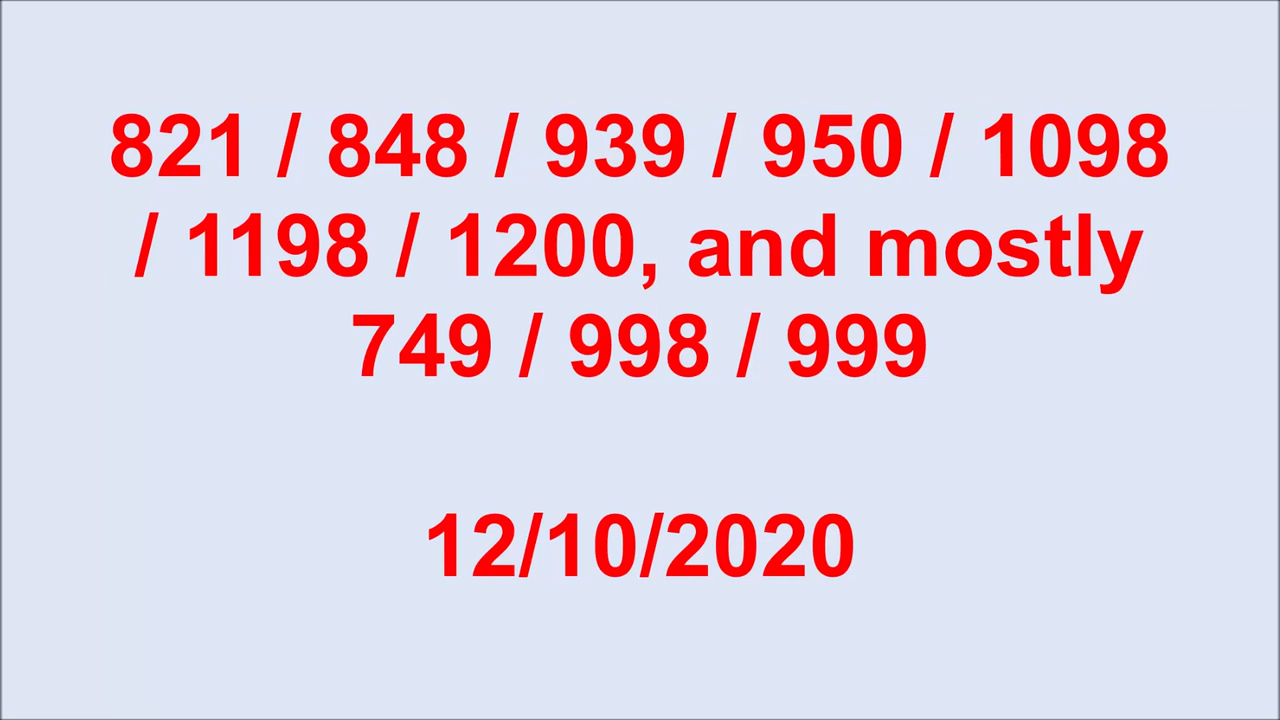 821 / 848 / 939 / 950 / 1098
/ 1198 / 1200, and mostly
749 / 998 / 999
12/10/2020